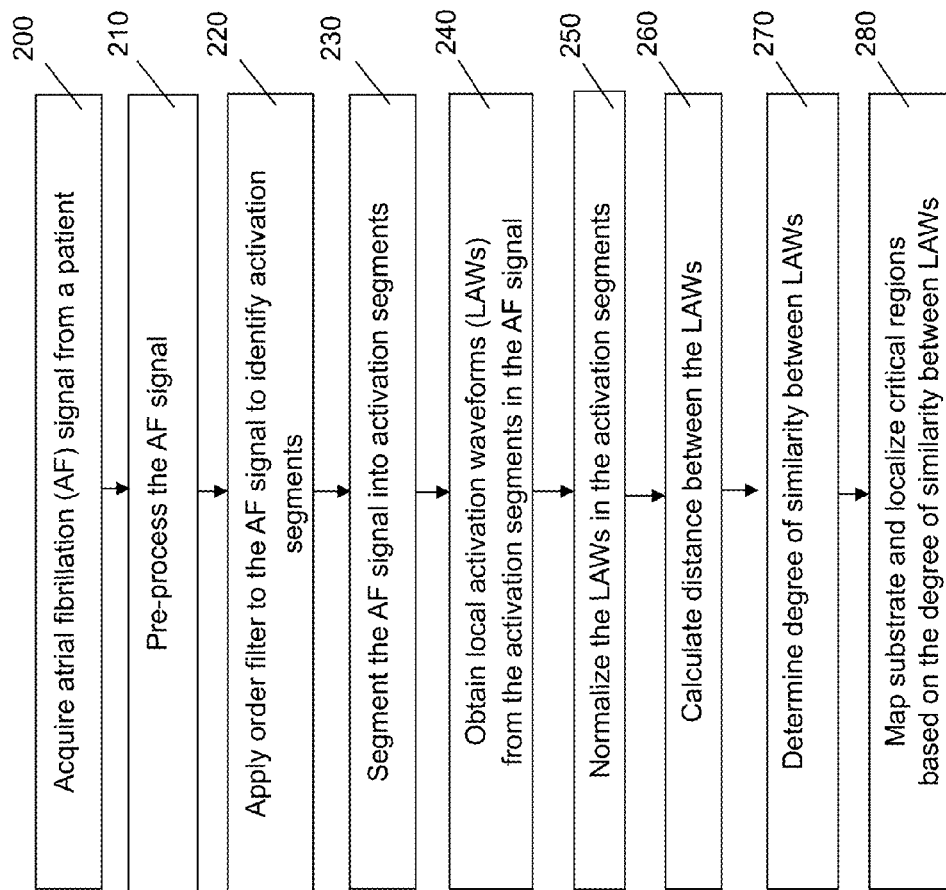 200
Acquire atrial fibrillation (AF) signal from a patient
210
Pre-process the AF signal
220
Apply order filter to the AF signal to identify activation
segments
230
Segment the AF signal into activation segments
240
Obtain local activation waveforms (LAWs)
from the activation segments in the AF signal
250
Normalize the LAWs in the activation segments
260
Calculate distance between the LAWs
270
Determine degree of similarity between LAWs
280
Map substrate and localize critical regions
based on the degree of similarity between LAWs